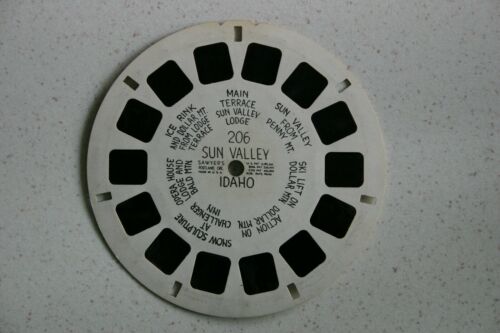 MAIN
TERRACE
SUN VALLEY
LODGE
206
SUN VALLEY
SAWYER'S
IDAHO
SUN VALLEY
FROM
PENNY MT.
SKI LIFT ON
DOLLAR MTN
ACTION
ON
DOLLAR MTN
SNOW SCULPTURE
AT
CHALLENGER
INN
OPERA HOUSE
LODGE AND
BALD MTN
ICE RINK
AND DOLLAR MT.
FROM LODGE
TERRACE